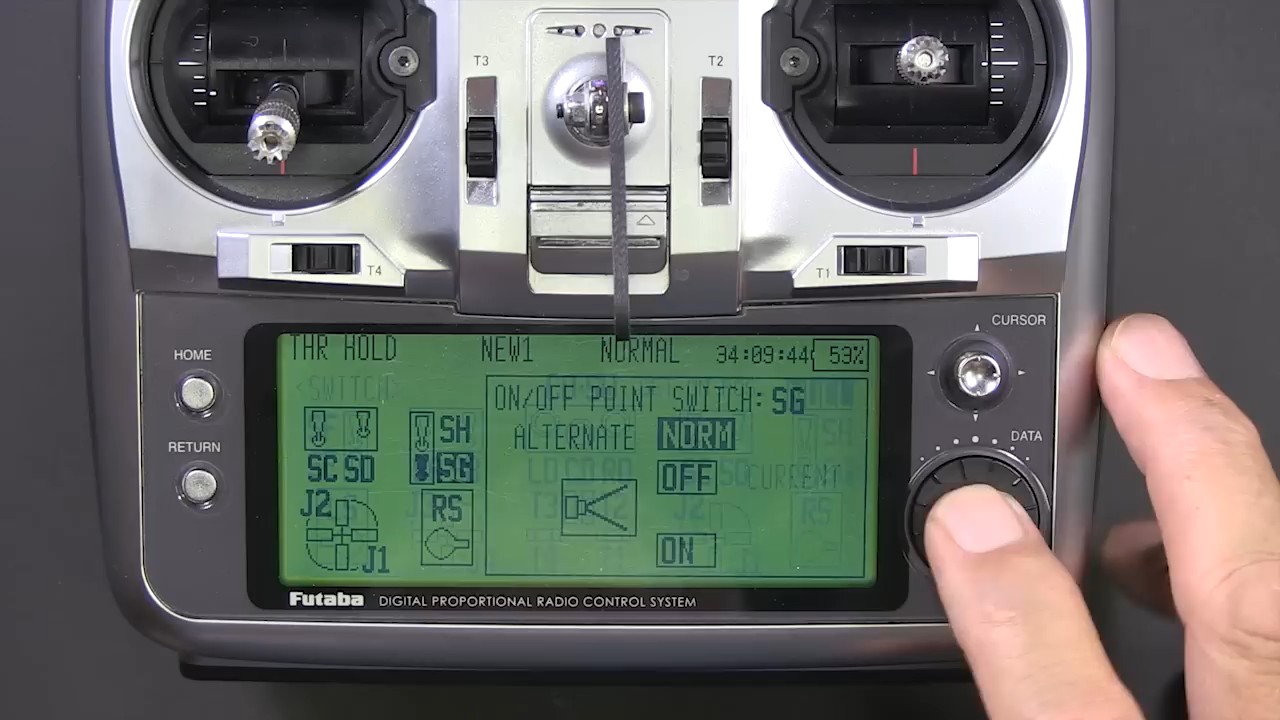 T3
T2
T4
T1
CURSOR
HOME
THR HOLD NEW1 NORMAL 34:09:44 53%
<SWITCH>
ON/OFF POINT SWITCH: SG
SH
ALTERNATE NORM
DATA
RETURN
SC SD SG
OFF CURRENT
J2 RS
J1
ON
Futaba DIGITAL PROPORTIONAL RADIO CONTROL SYSTEM